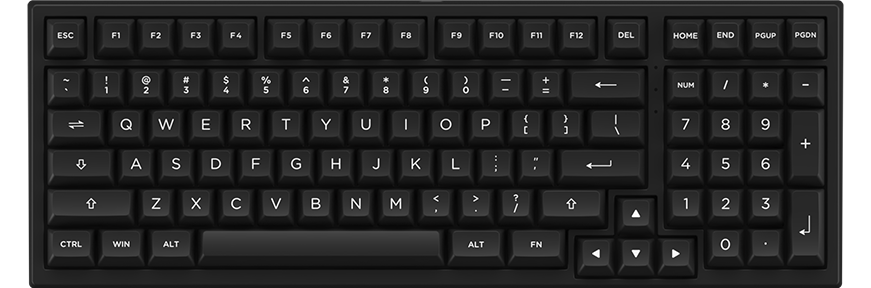 ESC F1 F2 F3 F4 F5 F6 F7 F8 F9 F10 F11 F12 DEL HOME END PGUP PGDN
~ ! @ # $ % ^ & * ( ) — +
` 1 2 3 4 5 6 7 8 9 0 - = ← NUM / * -
⇌ Q W E R T Y U I O P { } | 7 8 9
[ ] \ +
⇩ A S D F G H J K L : " ↵ 4 5 6
; '
⇧ Z X C V B N M < > ? ⇧ ▲ 1 2 3
, . / ↵
CTRL WIN ALT ALT FN ◀ ▼ ▶ 0 .